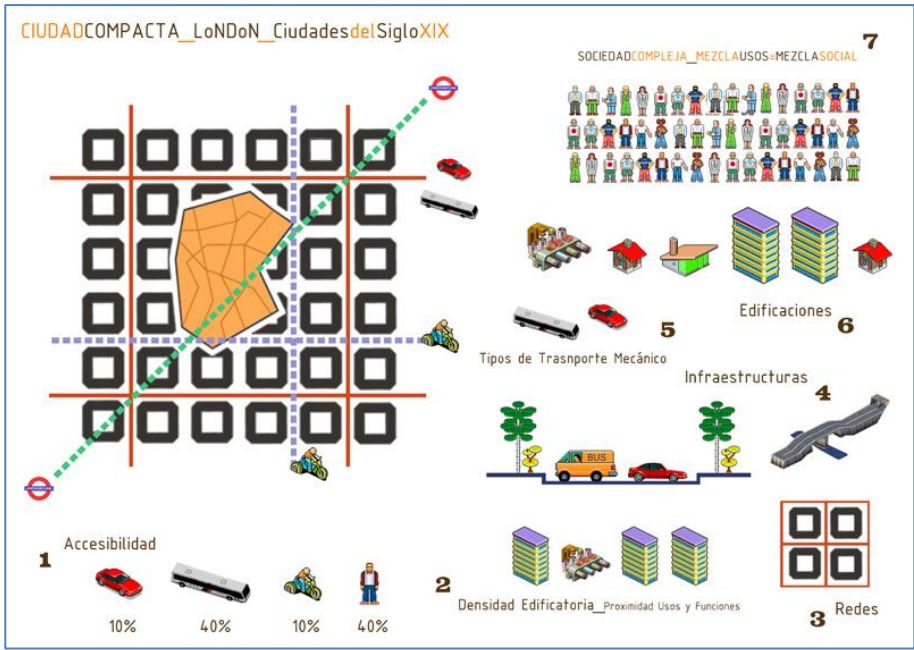 CIUDADCOMPACTA_LoNDoN_CiudadesdelSigloXIX
7
SOCIEDADCOMPLEJA_MEZCLAUSOS=MEZCLASOCIAL
Edificaciones
6
5
Tipos de Trasnporte Mecánico
Infraestructuras
4
BUS
1
Accesibilidad
10%
40%
10%
40%
2
Densidad Edificatoria_Proximidad Usos y Funciones
3
Redes